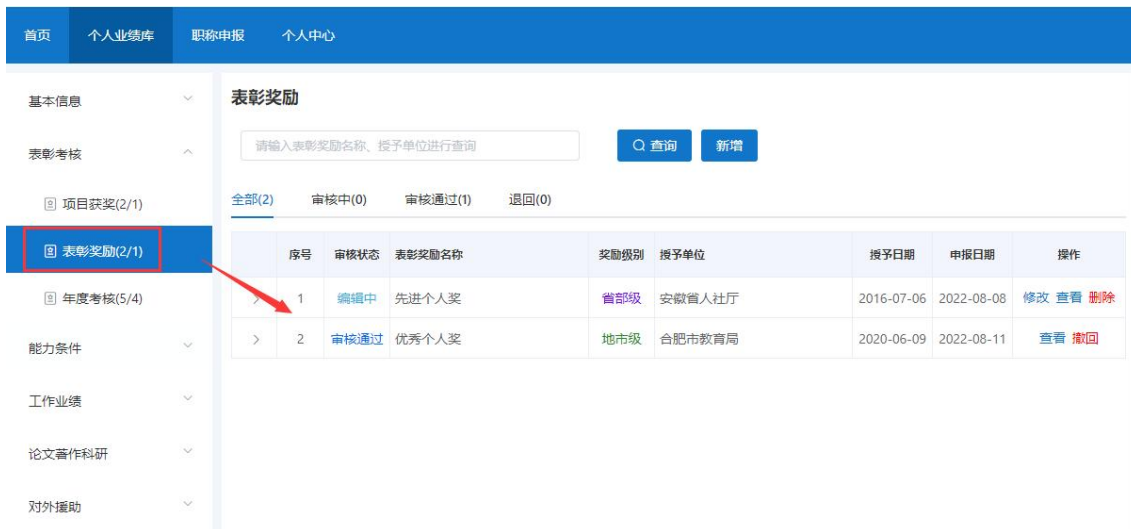 首页 个人业绩库 职称申报 个人中心
基本信息
表彰考核
项目获奖(2/1)
表彰奖励(2/1)
年度考核(5/4)
能力条件
工作业绩
论文著作科研
对外援助
表彰奖励
请输入表彰奖励名称、授予单位进行查询 查询 新增
全部(2) 审核中(0) 审核通过(1) 退回(0)
序号 审核状态 表彰奖励名称 奖励级别 授予单位 授予日期 申报日期 操作
1 编辑中 先进个人奖 省部级 安徽省人社厅 2016-07-06 2022-08-08 修改 查看 删除
2 审核通过 优秀个人奖 地市级 合肥市教育局 2020-06-09 2022-08-11 查看 撤回